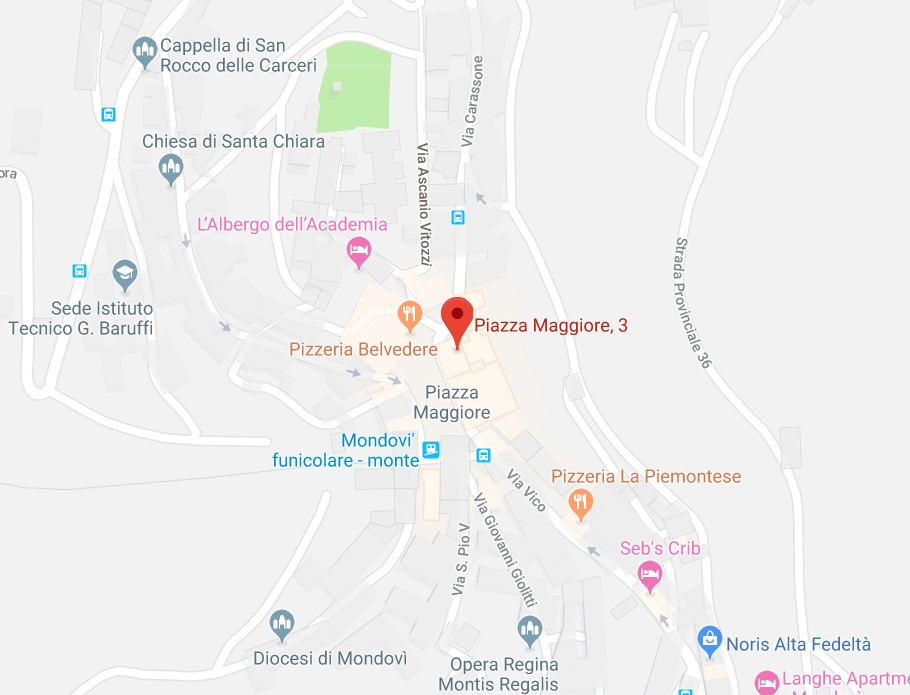 Cappella di San
Rocco delle Carceri
Via Carassone
Chiesa di Santa Chiara
ora
Via Ascanio Vitozzi
L'Albergo dell'Academia
Strada Provinciale 36
Sede Istituto
Tecnico G. Baruffi
Piazza Maggiore, 3
Pizzeria Belvedere
Piazza
Maggiore
Mondovi'
funicolare - monte
Pizzeria La Piemontese
Via Vico
Via Giovanni Giolitti
Via S. Pio V
Seb's Crib
Noris Alta Fedeltà
Diocesi di Mondovì
Opera Regina
Montis Regalis
Langhe Apartme